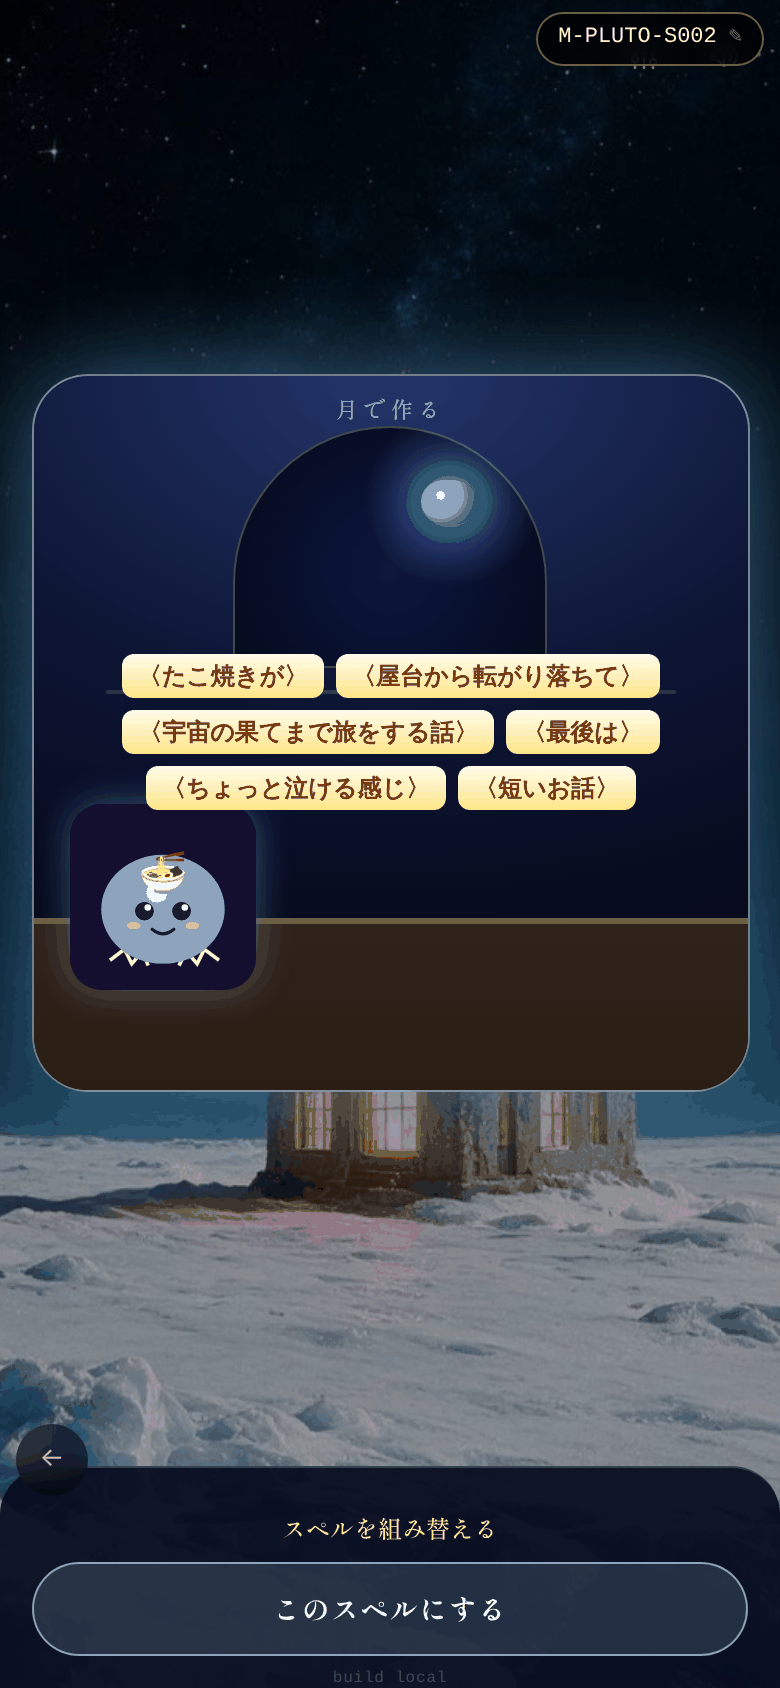 M-PLUTO-S002 ✎
月で作る
〈たこ焼きが〉 〈屋台から転がり落ちて〉
〈宇宙の果てまで旅をする話〉 〈最後は〉
〈ちょっと泣ける感じ〉 〈短いお話〉
←
スペルを組み替える
このスペルにする
build local